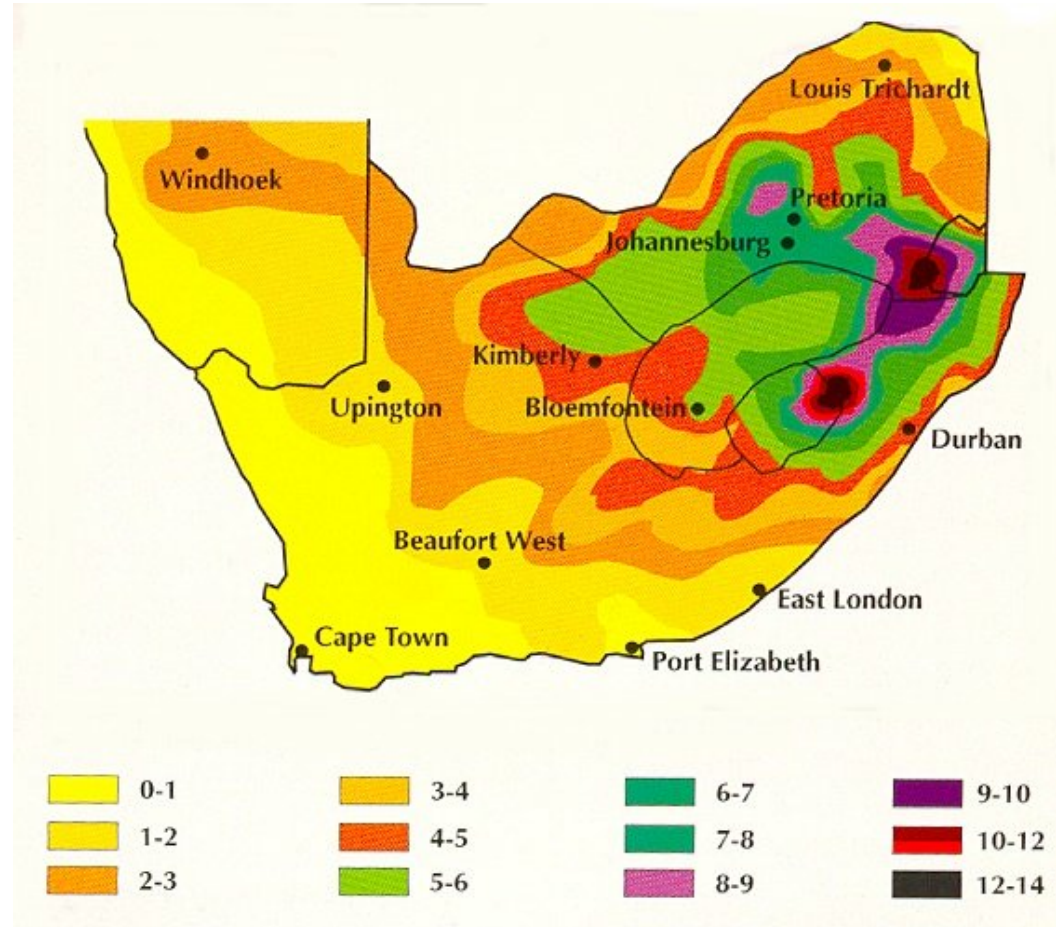 Louis Trichardt
Windhoek
Pretoria
Johannesburg
Kimberly
Upington
Bloemfontein
Durban
Beaufort West
East London
Cape Town
Port Elizabeth
0-1
3-4
6-7
9-10
1-2
4-5
7-8
10-12
2-3
5-6
8-9
12-14